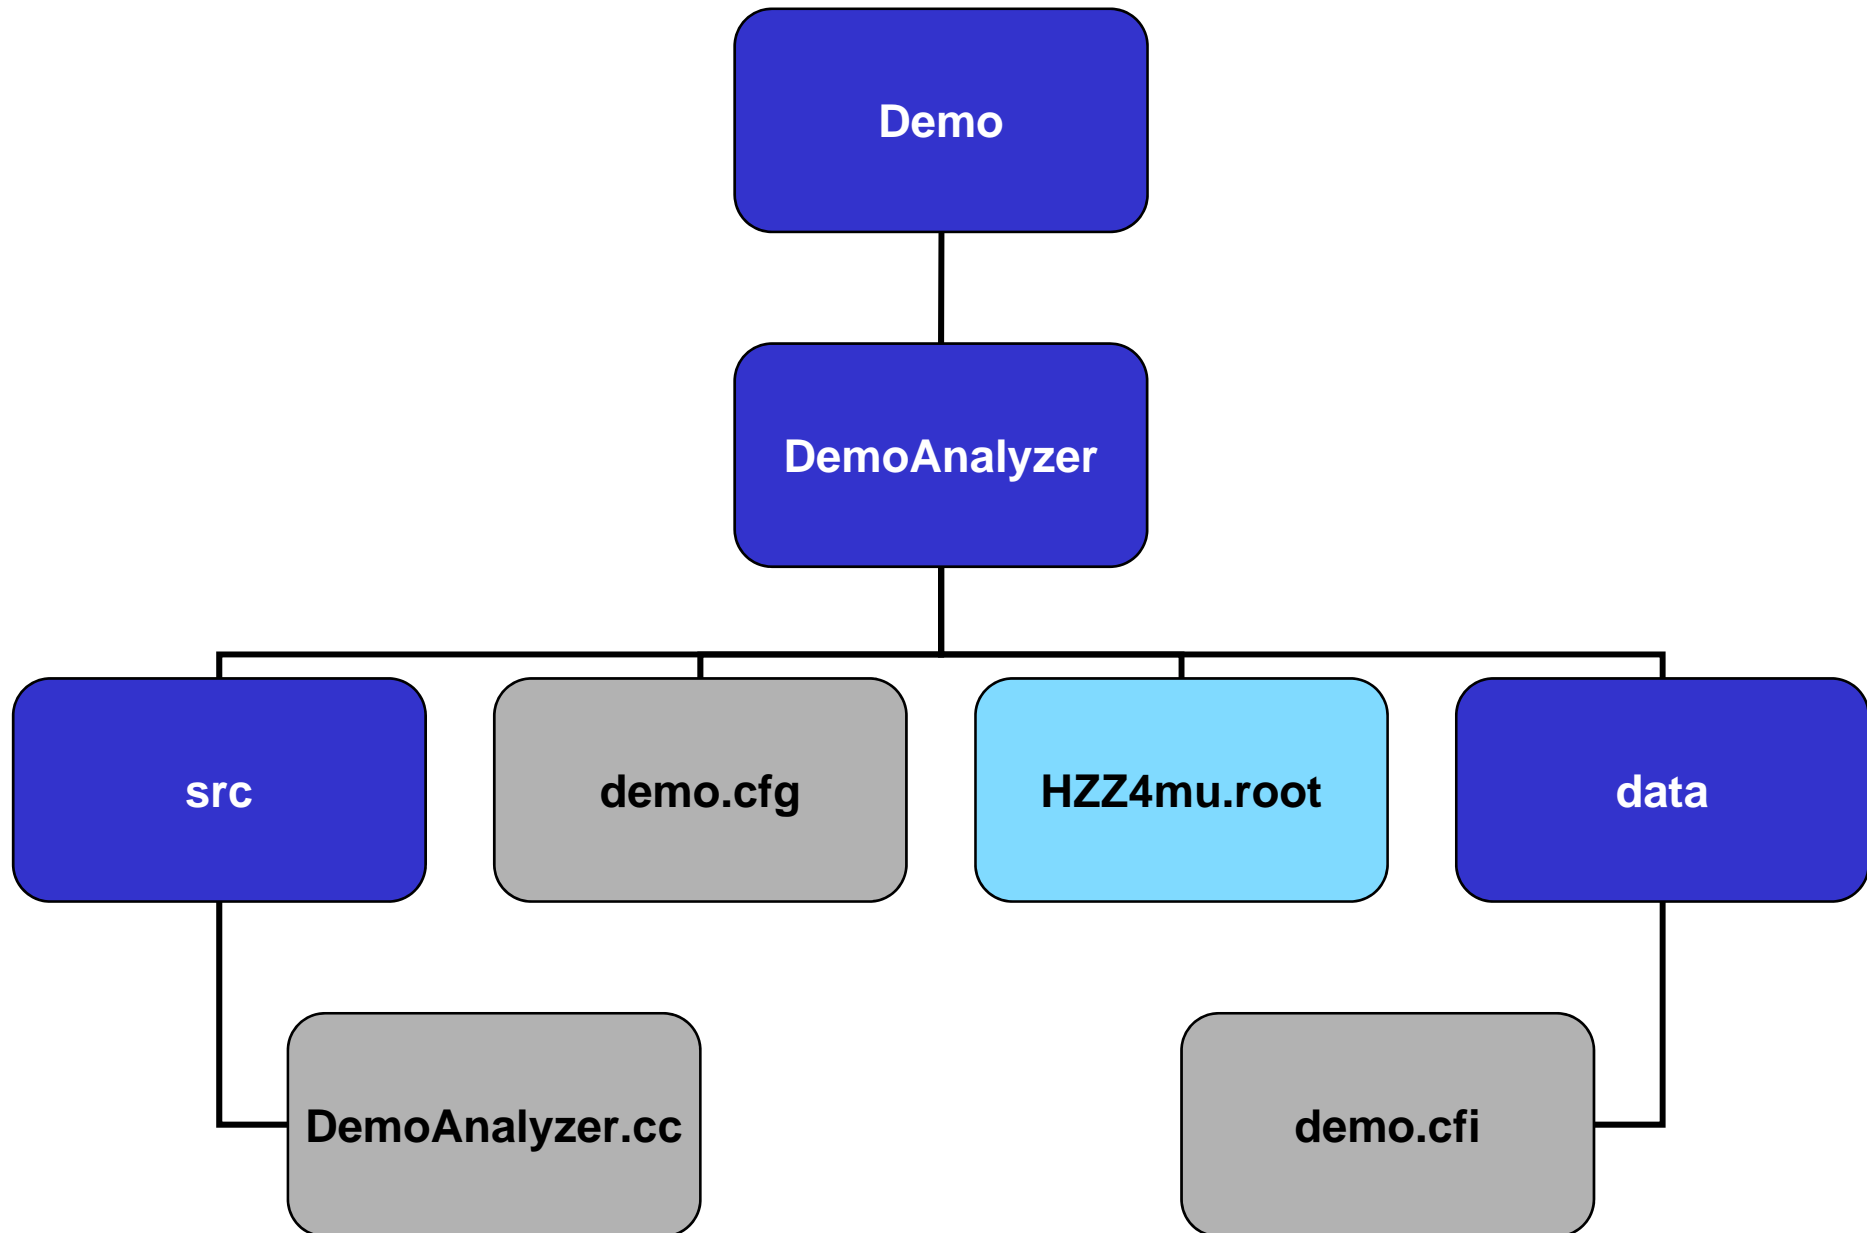 Demo
DemoAnalyzer
src
demo.cfg
HZZ4mu.root
data
DemoAnalyzer.cc
demo.cfi